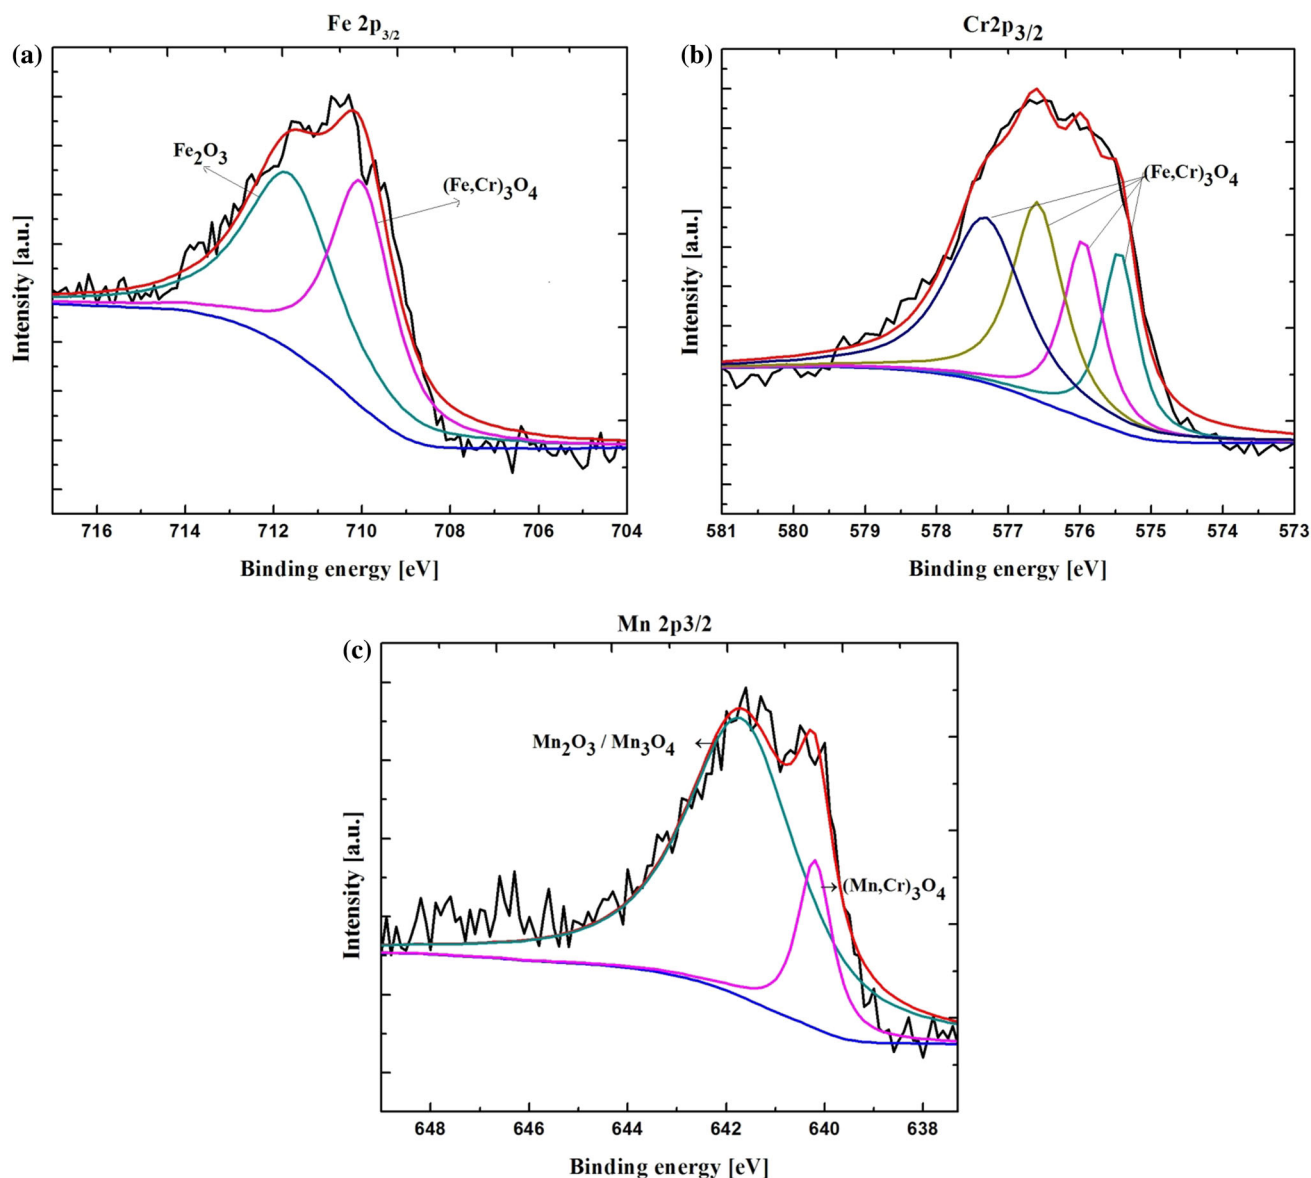 Fe 2p3/2
(a)
Fe2O3
(Fe,Cr)3O4
Intensity [a.u.]
716 714 712 710 708 706 704
Binding energy [eV]
Cr2p3/2
(b)
(Fe,Cr)3O4
Intensity [a.u.]
581 580 579 578 577 576 575 574 573
Binding energy [eV]
Mn 2p3/2
(c)
Mn2O3 / Mn3O4
(Mn,Cr)3O4
Intensity [a.u.]
648 646 644 642 640 638
Binding energy [eV]